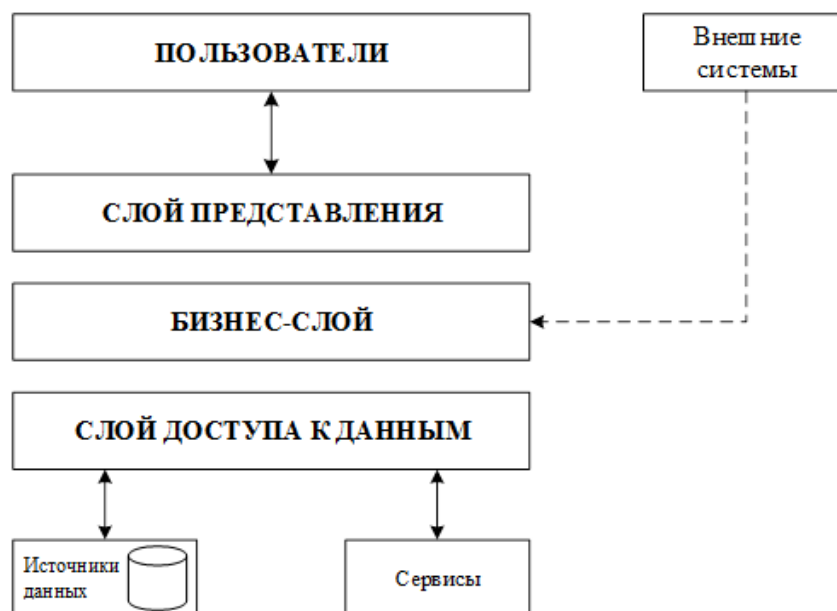 ПОЛЬЗОВАТЕЛИ
Внешние
системы
СЛОЙ ПРЕДСТАВЛЕНИЯ
БИЗНЕС-СЛОЙ
СЛОЙ ДОСТУПА К ДАННЫМ
Источники
данных
Сервисы